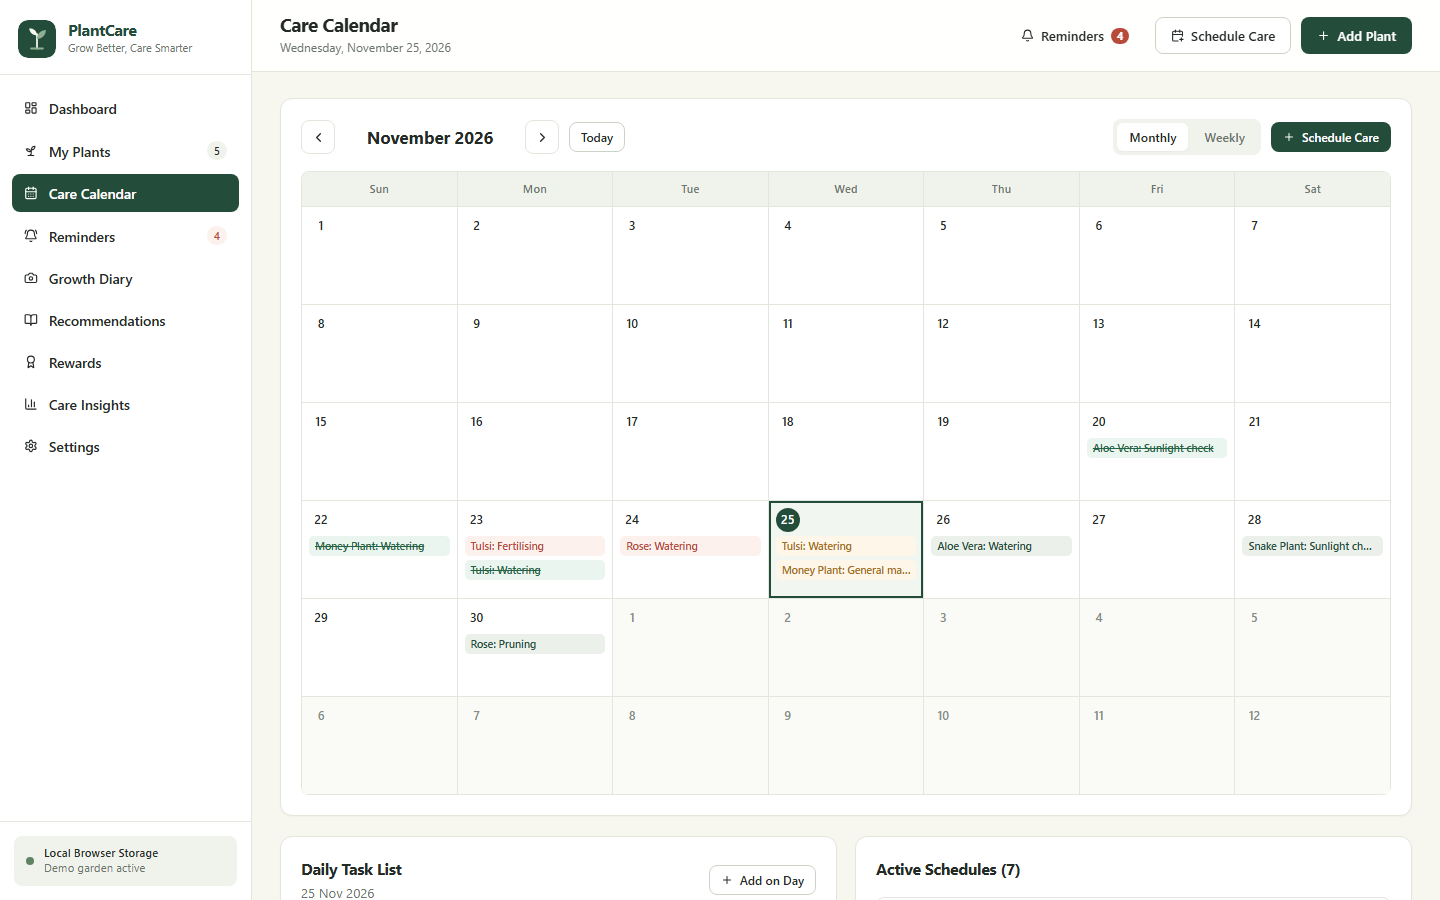 PlantCare
Grow Better, Care Smarter
Dashboard
My Plants 5
Care Calendar
Reminders 4
Growth Diary
Recommendations
Rewards
Care Insights
Settings
Local Browser Storage
Demo garden active
Care Calendar
Wednesday, November 25, 2026
Reminders 4
Schedule Care
+ Add Plant
November 2026
Today
Monthly Weekly
+ Schedule Care
Sun Mon Tue Wed Thu Fri Sat
1 2 3 4 5 6 7
8 9 10 11 12 13 14
15 16 17 18 19 20 21
Aloe Vera: Sunlight check
22 23 24 25 26 27 28
Money Plant: Watering Tulsi: Fertilising Rose: Watering Tulsi: Watering Aloe Vera: Watering Snake Plant: Sunlight ch...
Tulsi: Watering Money Plant: General ma...
29 30 1 2 3 4 5
Rose: Pruning
6 7 8 9 10 11 12
Daily Task List
25 Nov 2026
+ Add on Day
Active Schedules (7)